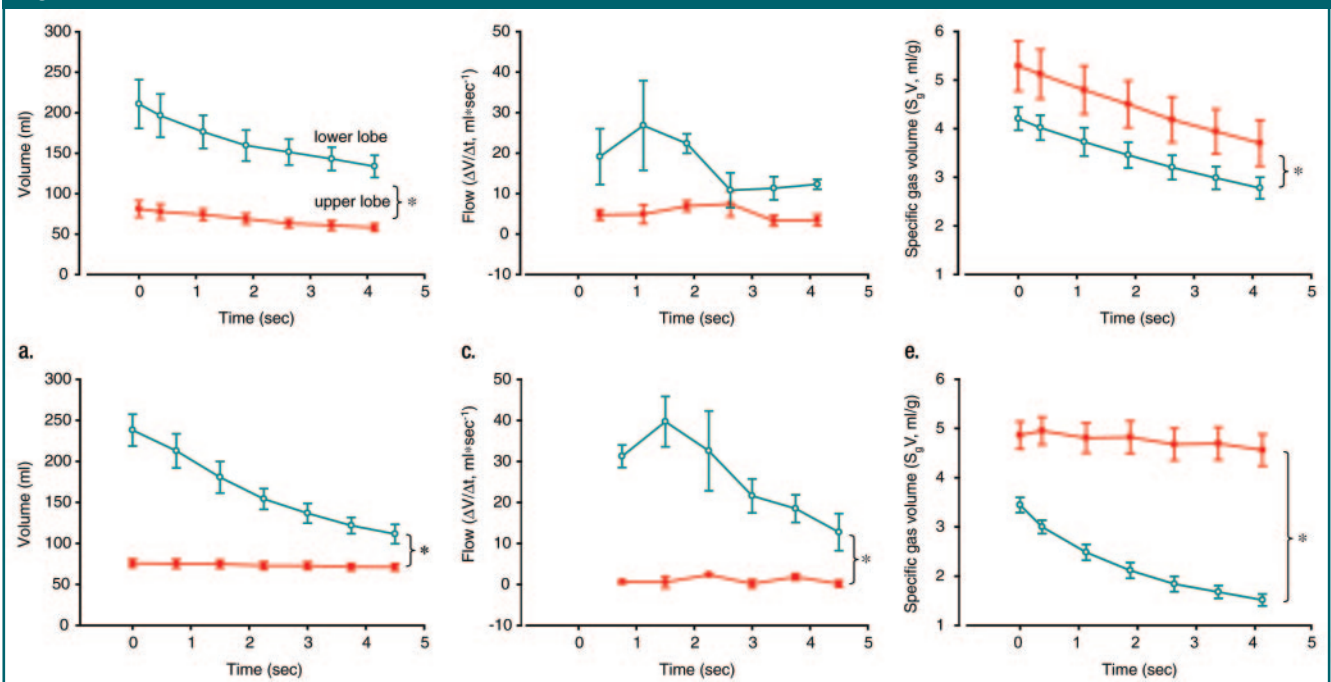 300
250
200
150
100
50
0
Volume (ml)
lower lobe
upper lobe
*
0 1 2 3 4 5
Time (sec)
50
40
30
20
10
0
-10
Flow (ΔV/Δt, ml*sec⁻¹)
0 1 2 3 4 5
Time (sec)
6
5
4
3
2
1
Specific gas volume (SgV, ml/g)
*
0 1 2 3 4 5
Time (sec)
a.
c.
e.
300
250
200
150
100
50
0
Volume (ml)
*
0 1 2 3 4 5
Time (sec)
50
40
30
20
10
0
-10
Flow (ΔV/Δt, ml*sec⁻¹)
*
0 1 2 3 4 5
Time (sec)
6
5
4
3
2
1
Specific gas volume (SgV, ml/g)
*
0 1 2 3 4 5
Time (sec)